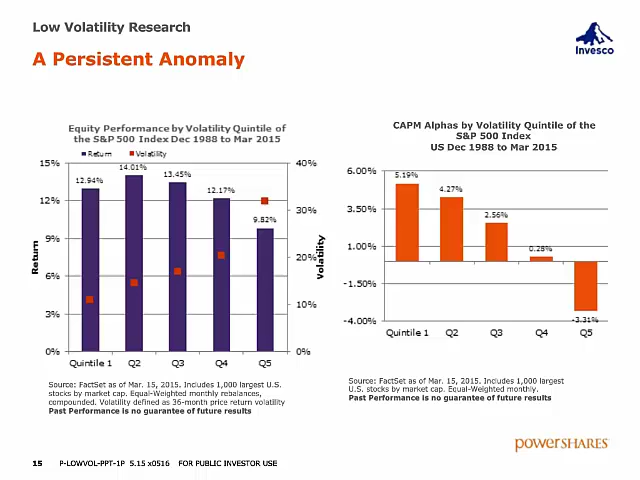 Low Volatility Research
A Persistent Anomaly
Invesco
Equity Performance by Volatility Quintile of
the S&P 500 Index Dec 1988 to Mar 2015
Return Volatility
15%
12%
9%
6%
3%
0%
Return
12.94%
14.01%
13.45%
12.17%
9.82%
40%
30%
20%
10%
0%
Volatility
Quintile 1 Q2 Q3 Q4 Q5
Source: FactSet as of Mar. 15, 2015. Includes 1,000 largest U.S.
stocks by market cap. Equal-Weighted monthly rebalances,
compounded. Volatility defined as 36-month price return volatility
Past Performance is no guarantee of future results
CAPM Alphas by Volatility Quintile of the
S&P 500 Index
US Dec 1988 to Mar 2015
6.00%
3.50%
1.00%
-1.50%
-4.00%
5.19%
4.27%
2.56%
0.28%
-3.31%
Quintile 1 Q2 Q3 Q4 Q5
Source: FactSet as of Mar. 15, 2015. Includes 1,000 largest
U.S. stocks by market cap. Equal-Weighted monthly.
Past Performance is no guarantee of future results
powerSHARES
15 P-LOWVOL-PPT-1P 5.15 x0516 FOR PUBLIC INVESTOR USE